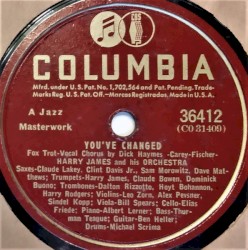 COLUMBIA
Mfrd. under U.S. Pat. No. 1,702,564 and Pat. Pending. Trade-
Marks Reg. U.S. Pat. Off.-Marcas Registradas. Made in U.S.A.
A Jazz
Masterwork
36412
(CO 31409)
YOU'VE CHANGED
Fox Trot-Vocal Chorus by Dick Haymes -Carey-Fischer-
HARRY JAMES and his ORCHESTRA
Saxes-Claude Lakey, Clint Davis Jr., Sam Morowitz, Dave Mat-
thews; Trumpets-Harry James, Claude Bowen, Dominick
Buono; Trombones-Dalton Rizzutto, Hoyt Bohannon,
Harry Rodgers; Violins-Leo Zorn, Alex Pevsner,
Sindel Kopp; Viola-Bill Spears; Cello-Elias
Friede; Piano-Albert Lerner; Bass-Thur-
man Teague; Guitar-Ben Heller;
Drums-Michael Scrima